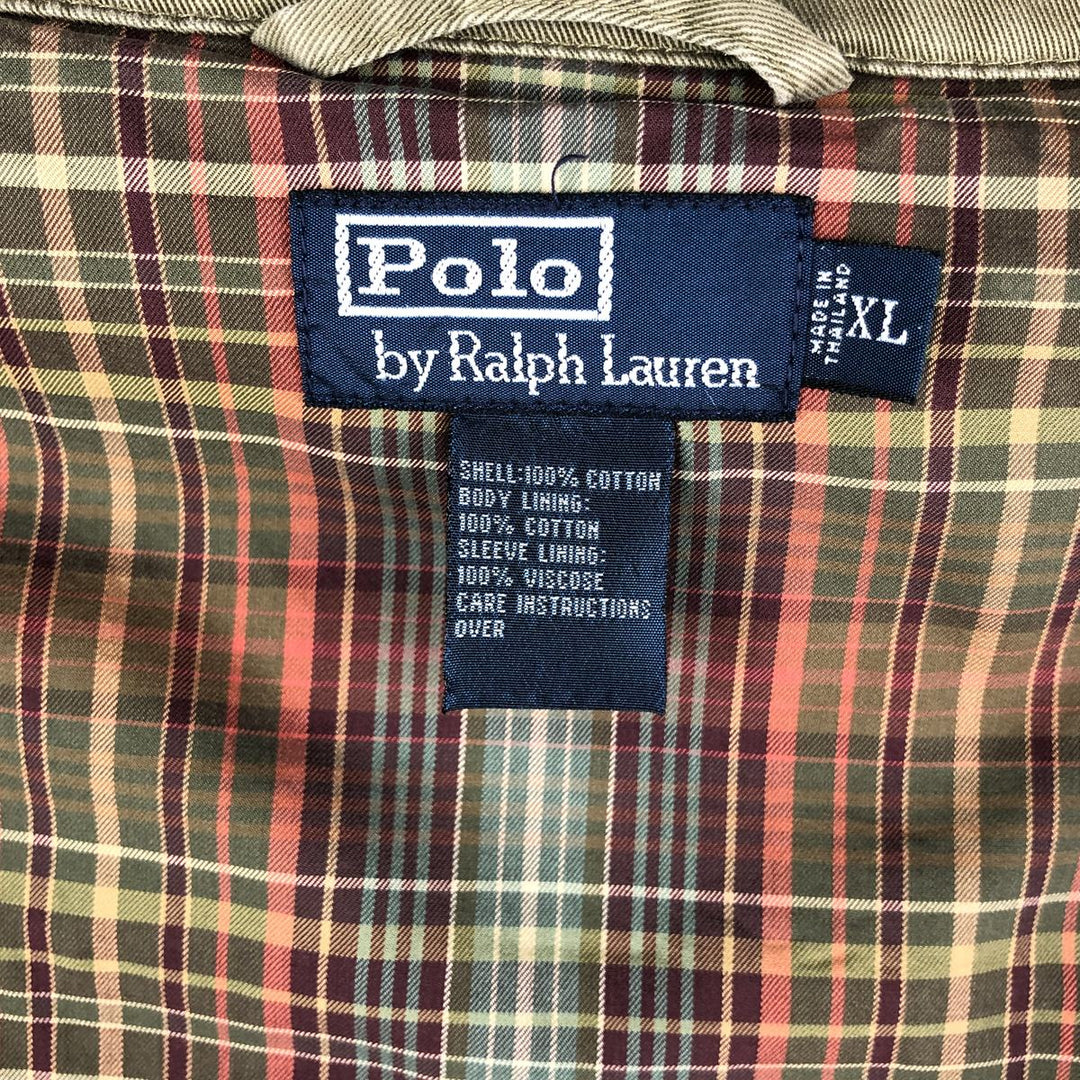 Polo
by Ralph Lauren
MADE IN
THAILAND
XL
SHELL:100% COTTON
BODY LINING:
100% COTTON
SLEEVE LINING:
100% VISCOSE
CARE INSTRUCTIONS
OVER